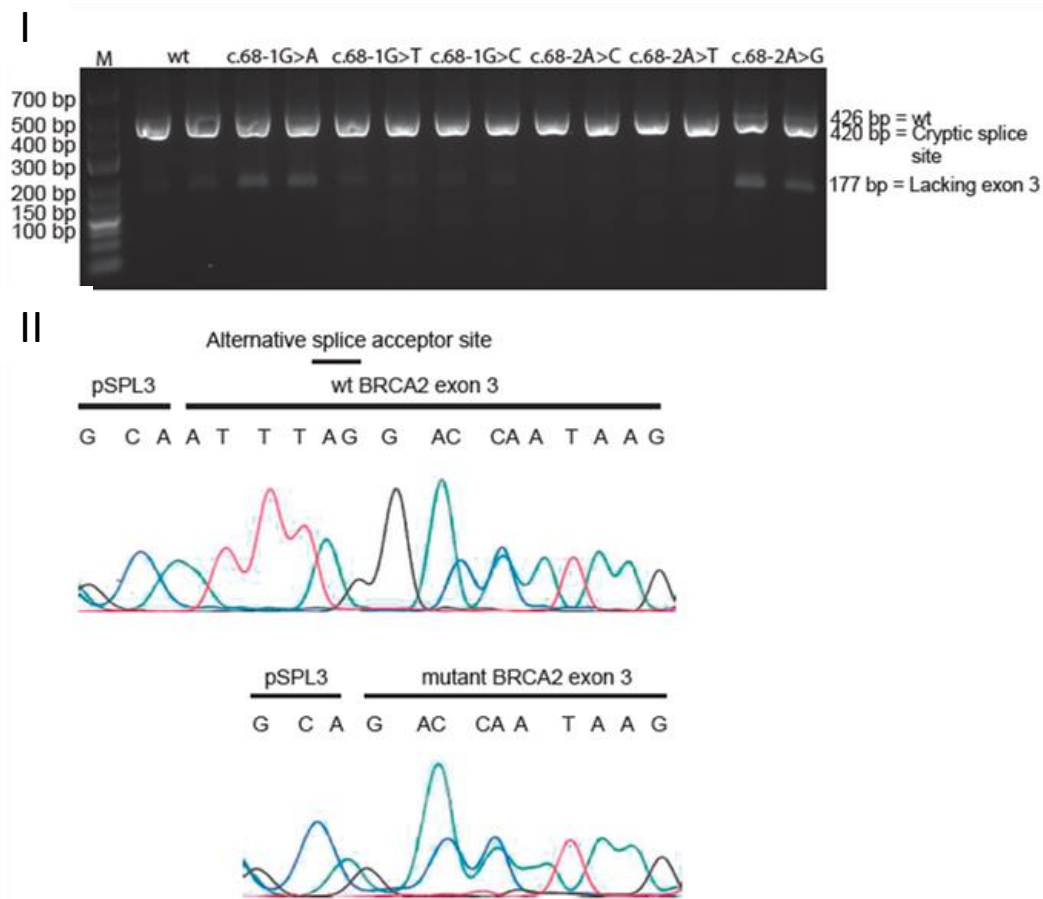 I
M wt c.68-1G>A c.68-1G>T c.68-1G>C c.68-2A>C c.68-2A>T c.68-2A>G
700 bp
500 bp
400 bp
300 bp
200 bp
150 bp
100 bp
426 bp = wt
420 bp = Cryptic splice
site
177 bp = Lacking exon 3
II
Alternative splice acceptor site
pSPL3 wt BRCA2 exon 3
G C A A T T T A G G A C C A A T A A G
pSPL3 mutant BRCA2 exon 3
G C A G A C C A A T A A G